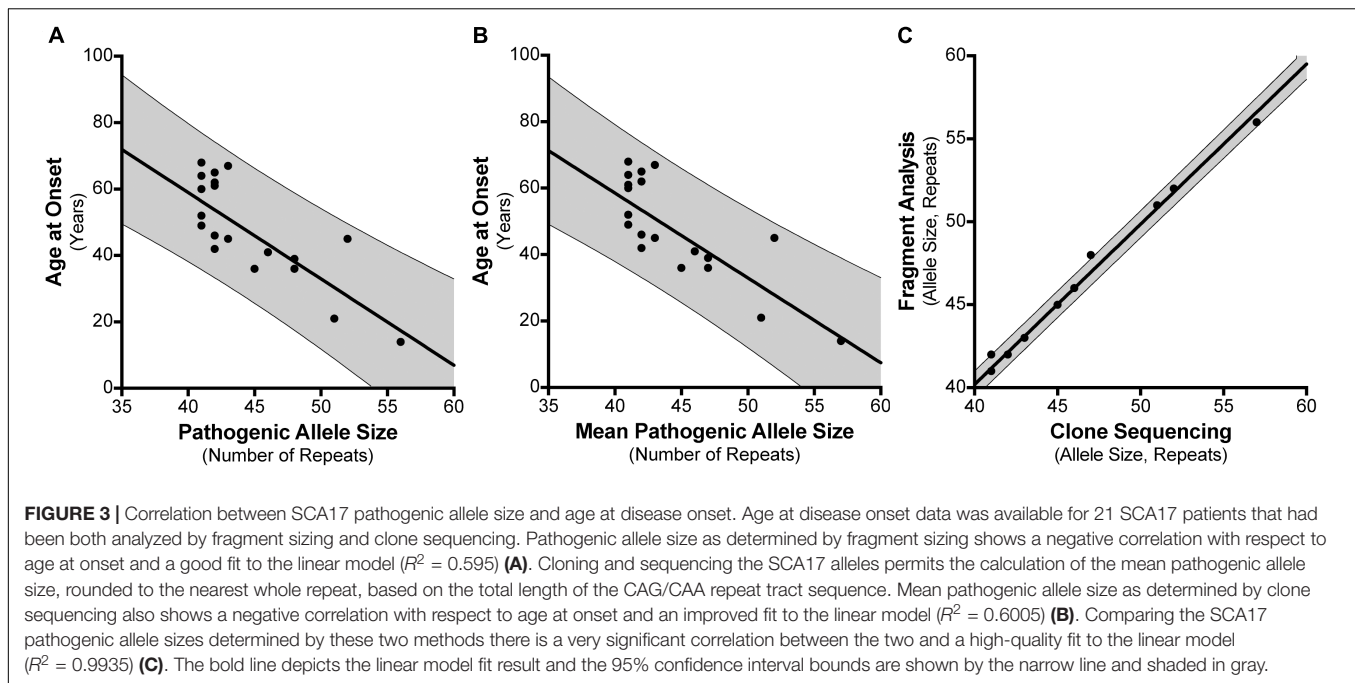 A
100
80
60
40
20
0
Age at Onset
(Years)
35 40 45 50 55 60
Pathogenic Allele Size
(Number of Repeats)
B
100
80
60
40
20
0
Age at Onset
(Years)
35 40 45 50 55 60
Mean Pathogenic Allele Size
(Number of Repeats)
C
60
55
50
45
40
Fragment Analysis
(Allele Size, Repeats)
40 45 50 55 60
Clone Sequencing
(Allele Size, Repeats)
FIGURE 3 | Correlation between SCA17 pathogenic allele size and age at disease onset. Age at disease onset data was available for 21 SCA17 patients that had
been both analyzed by fragment sizing and clone sequencing. Pathogenic allele size as determined by fragment sizing shows a negative correlation with respect to
age at onset and a good fit to the linear model (R² = 0.595) (A). Cloning and sequencing the SCA17 alleles permits the calculation of the mean pathogenic allele
size, rounded to the nearest whole repeat, based on the total length of the CAG/CAA repeat tract sequence. Mean pathogenic allele size as determined by clone
sequencing also shows a negative correlation with respect to age at onset and an improved fit to the linear model (R² = 0.6005) (B). Comparing the SCA17
pathogenic allele sizes determined by these two methods there is a very significant correlation between the two and a high-quality fit to the linear model
(R² = 0.9935) (C). The bold line depicts the linear model fit result and the 95% confidence interval bounds are shown by the narrow line and shaded in gray.